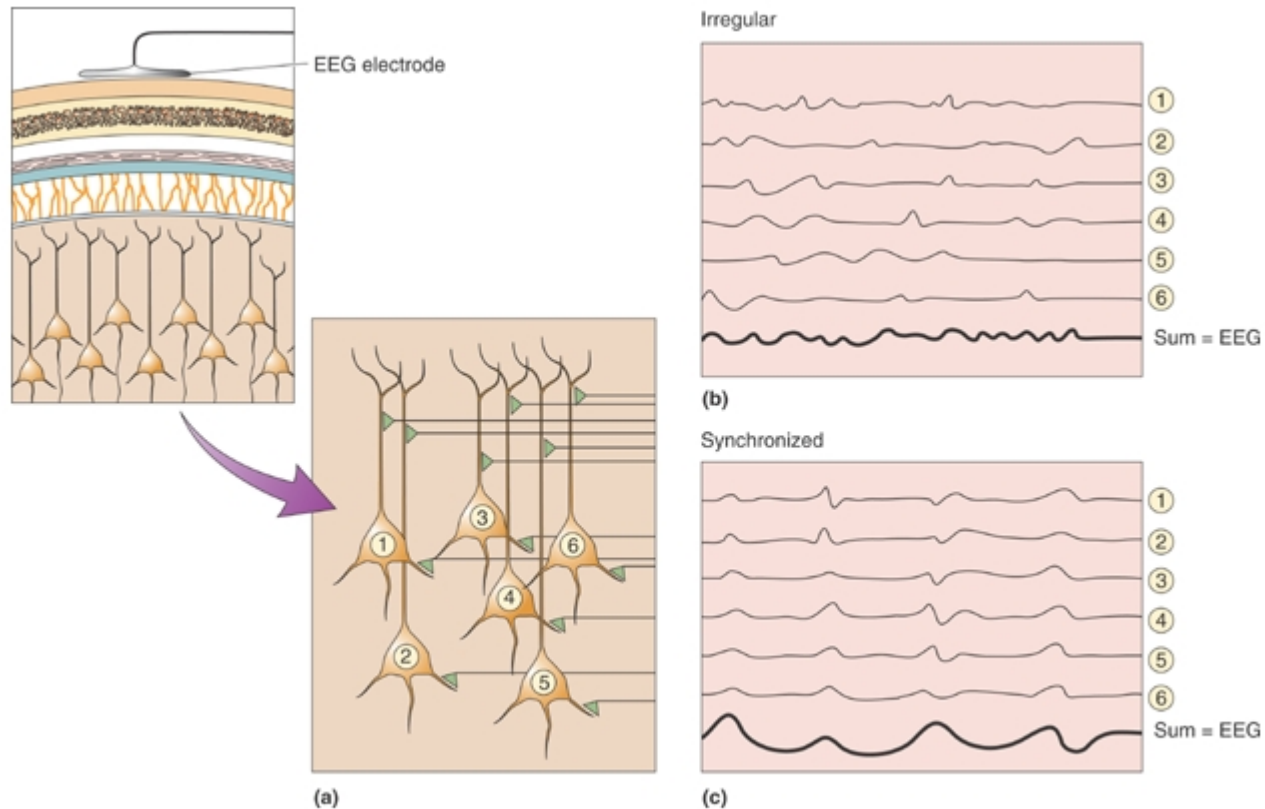 EEG electrode
1
2
3
4
5
6
(a)
Irregular
1
2
3
4
5
6
Sum = EEG
(b)
Synchronized
1
2
3
4
5
6
Sum = EEG
(c)